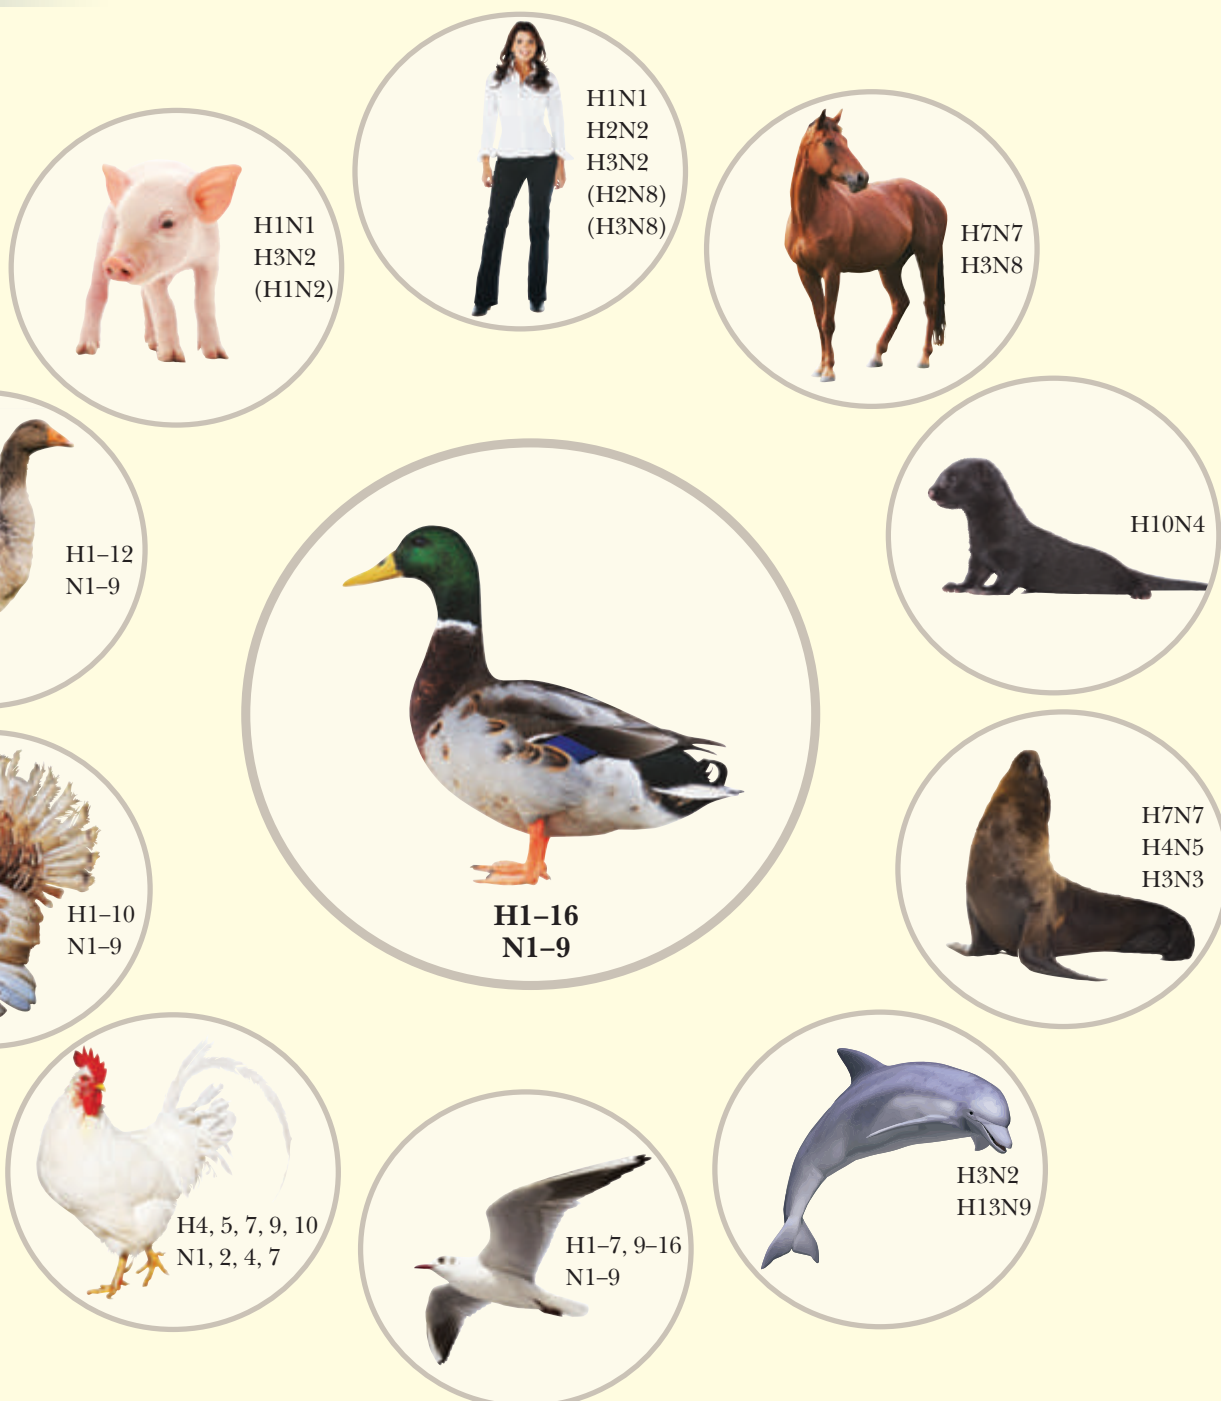 H1N1
H2N2
H3N2
(H2N8)
(H3N8)
H1N1
H3N2
(H1N2)
H7N7
H3N8
H10N4
H1–12
N1–9
H7N7
H4N5
H3N3
H1–10
N1–9
H1–16
N1–9
H3N2
H13N9
H4, 5, 7, 9, 10
N1, 2, 4, 7
H1–7, 9–16
N1–9